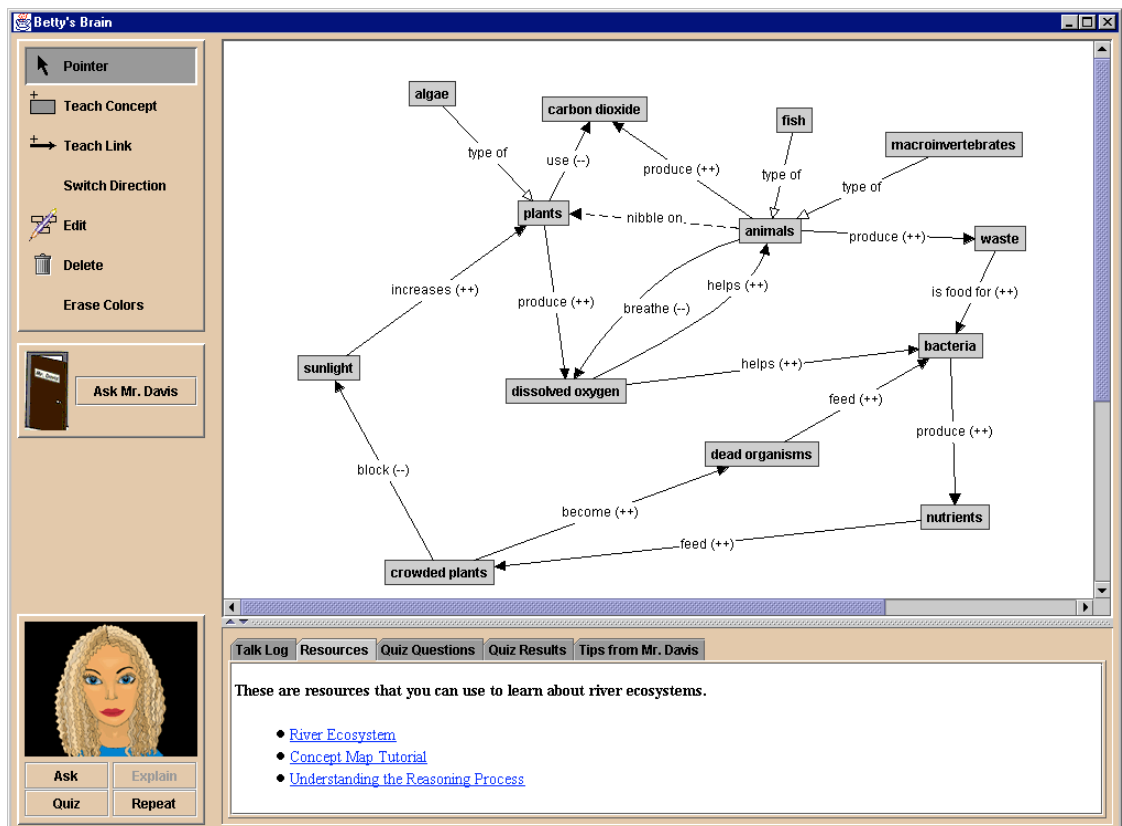 Betty's Brain
Pointer
Teach Concept
Teach Link
Switch Direction
Edit
Delete
Erase Colors
Mr. Davis
Ask Mr. Davis
algae
carbon dioxide
fish
macroinvertebrates
type of
use (--)
produce (++)
type of
type of
plants
nibble on
animals
produce (++)
waste
increases (++)
produce (++)
breathe (--)
helps (++)
is food for (++)
bacteria
sunlight
dissolved oxygen
helps (++)
feed (++)
produce (++)
dead organisms
block (--)
become (++)
nutrients
feed (++)
crowded plants
Ask
Explain
Quiz
Repeat
Talk Log
Resources
Quiz Questions
Quiz Results
Tips from Mr. Davis
These are resources that you can use to learn about river ecosystems.
River Ecosystem
Concept Map Tutorial
Understanding the Reasoning Process